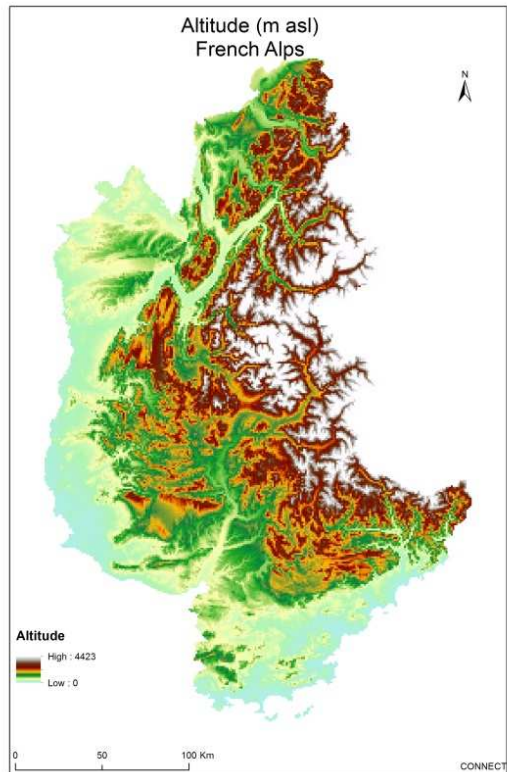 Altitude (m asl)
French Alps
N
Altitude
High : 4423
Low : 0
0 50 100 Km
CONNECT